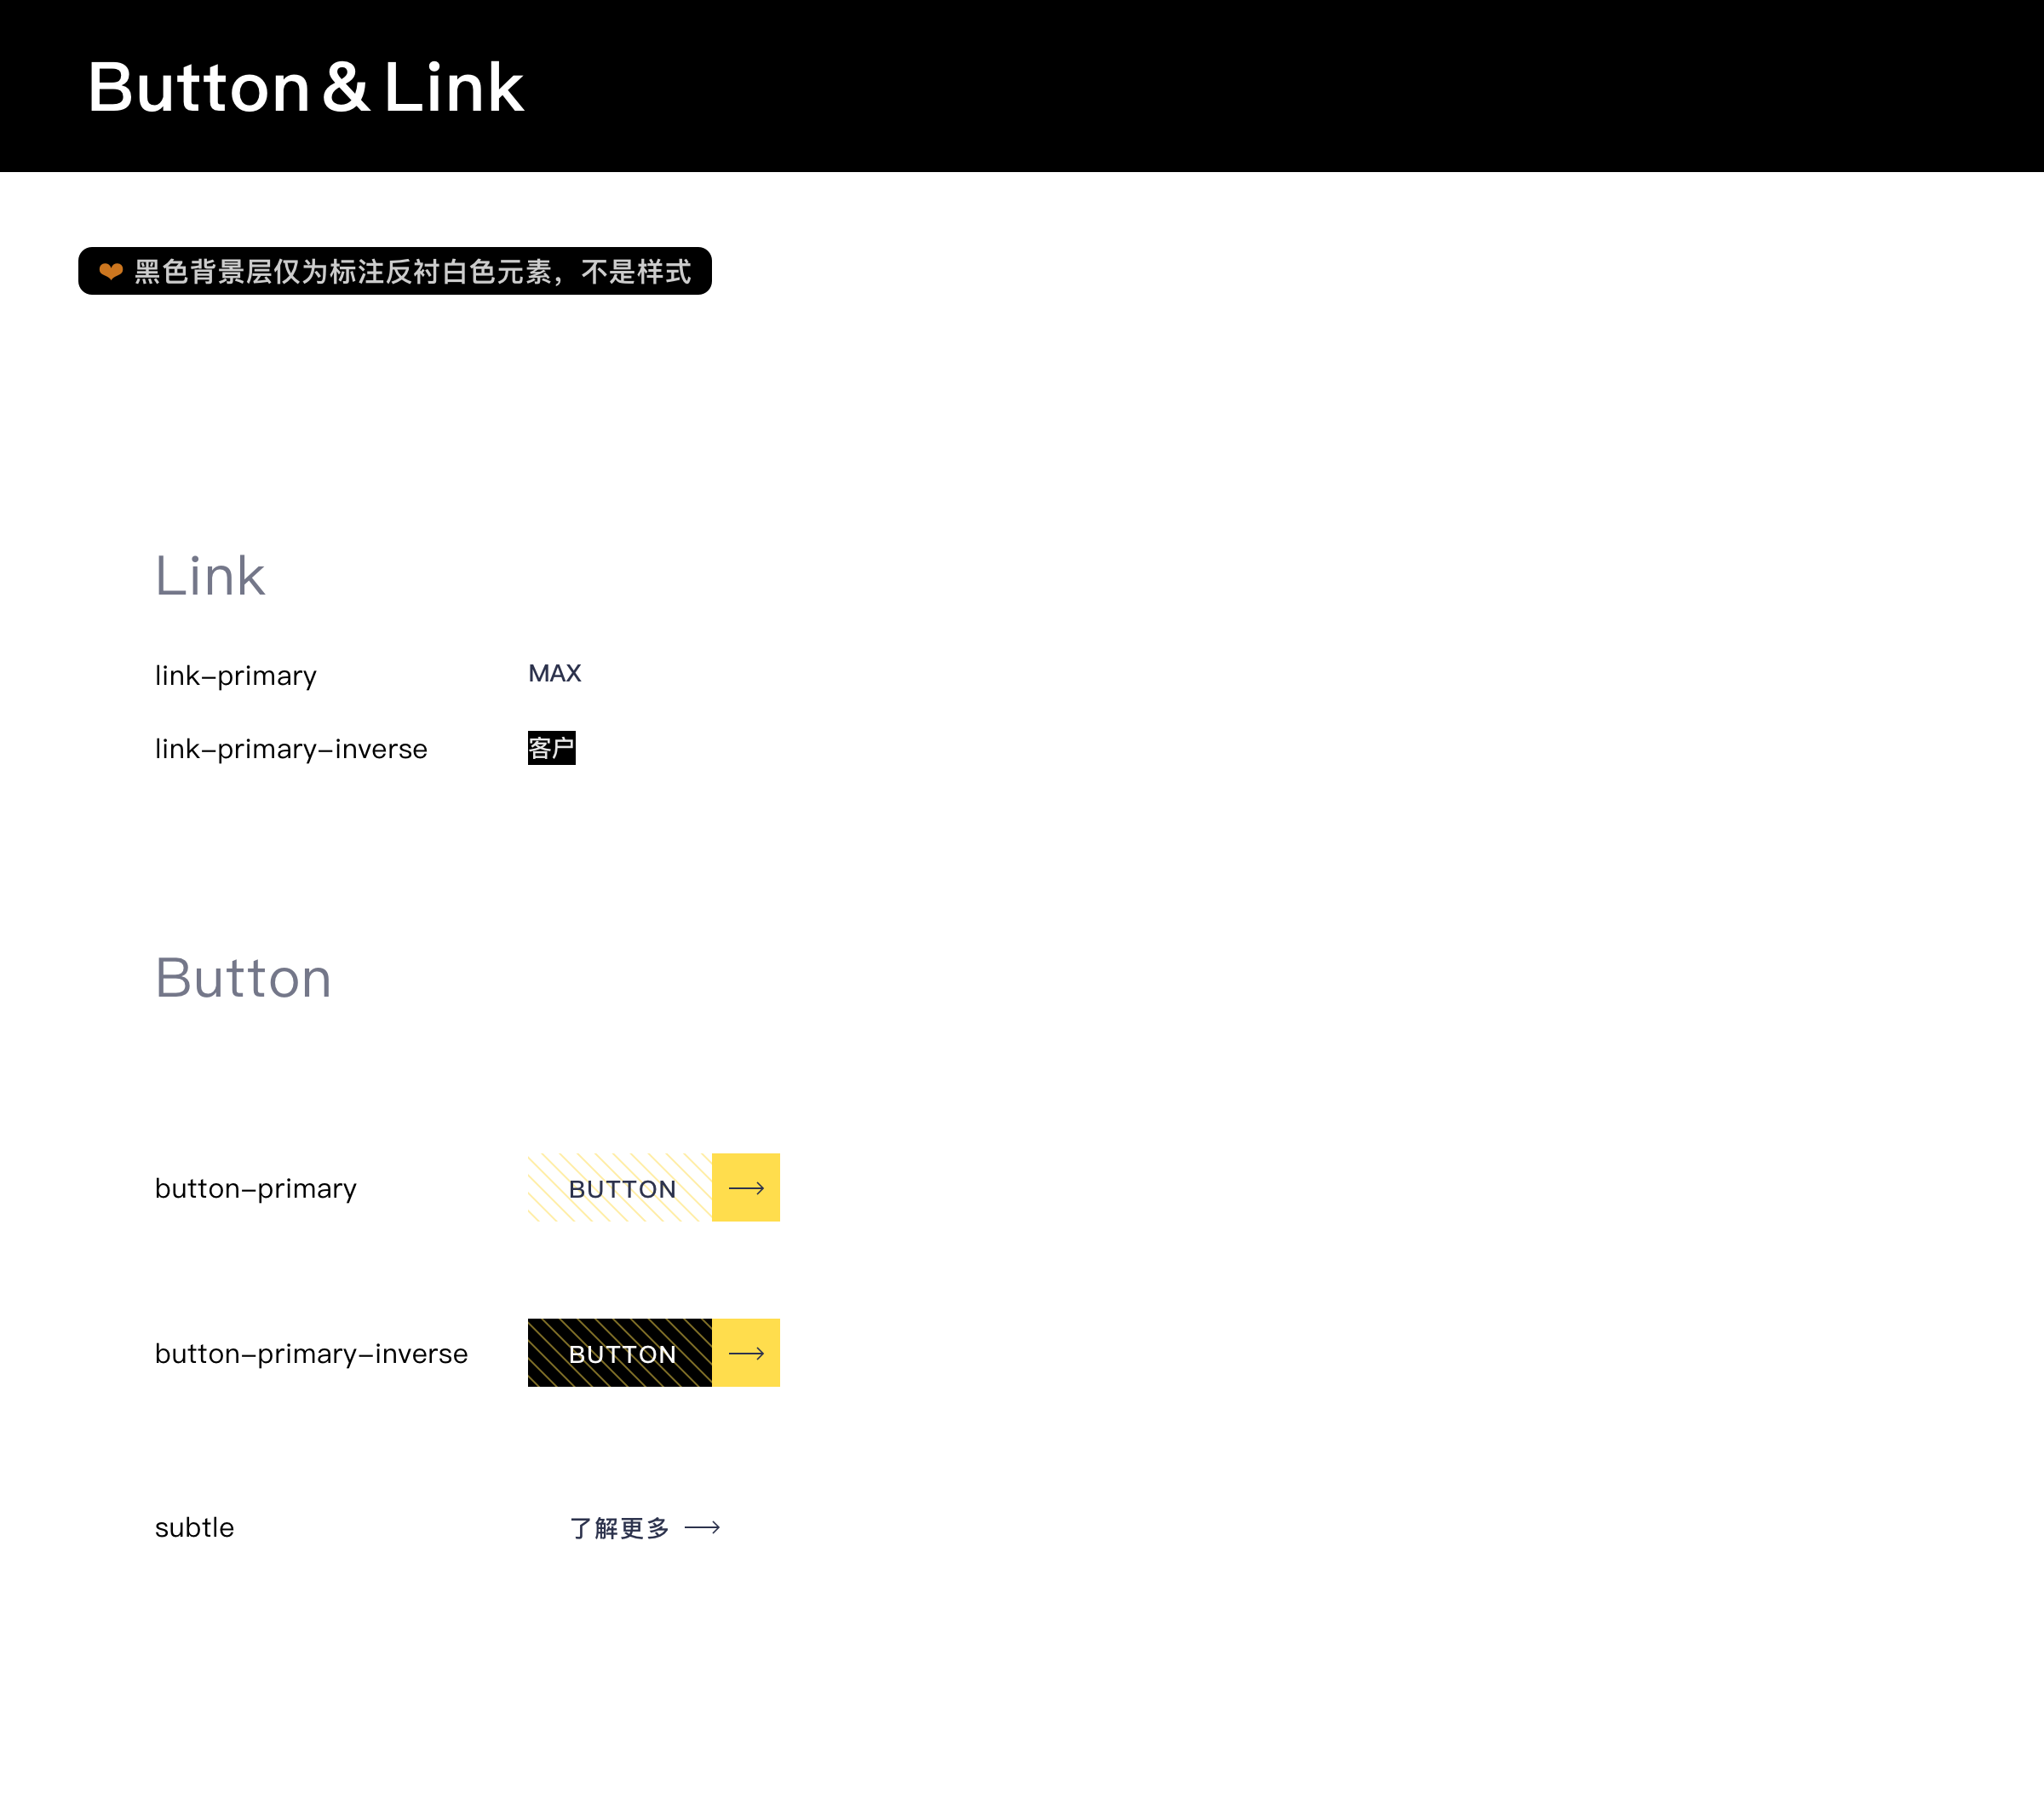 Button & Link
❤ 黑色背景层仅为标注反衬白色元素，不是样式
Link
link-primary MAX
link-primary-inverse 客户
Button
button-primary BUTTON
button-primary-inverse BUTTON
subtle 了解更多